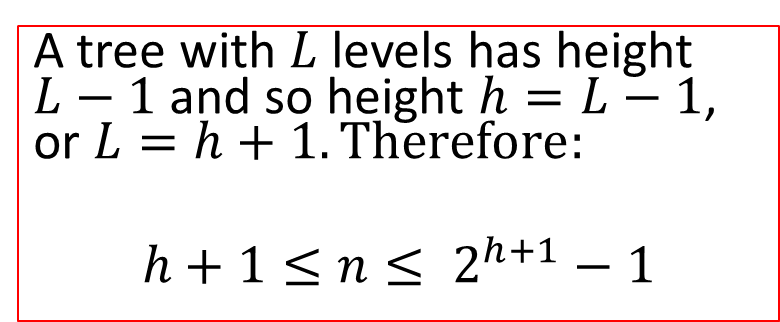 A tree with L levels has height
L − 1 and so height h = L − 1,
or L = h + 1. Therefore:
h + 1 ≤ n ≤ 2^{h+1} − 1